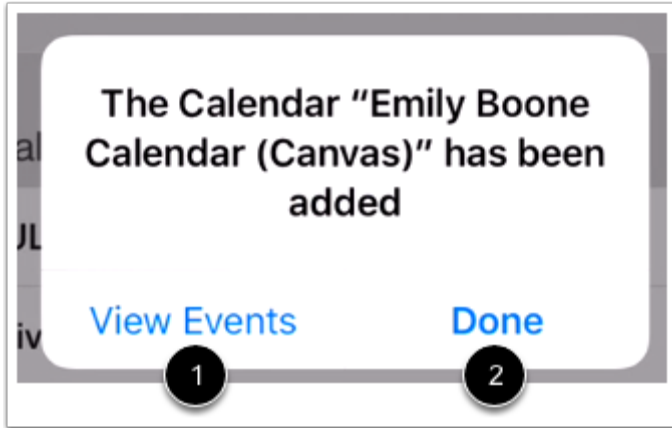 The Calendar “Emily Boone
Calendar (Canvas)” has been
added
View Events Done
1 2